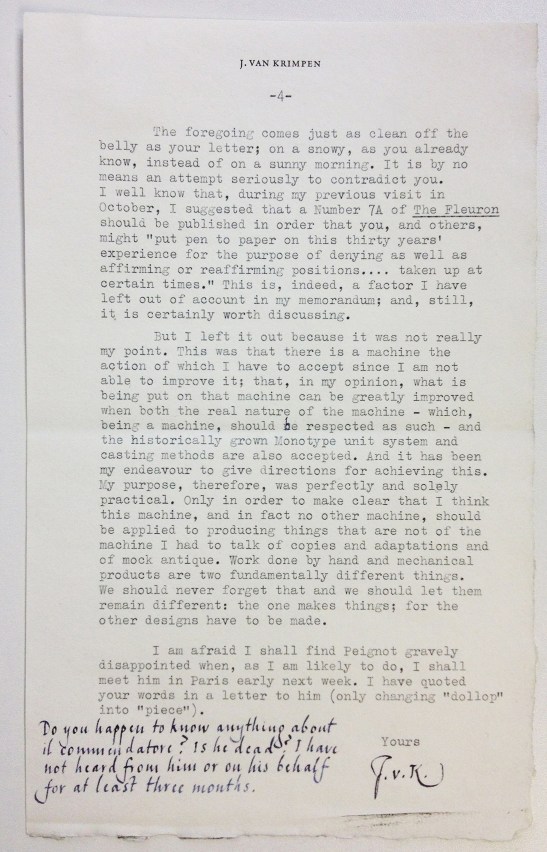 J. VAN KRIMPEN
-4-
The foregoing comes just as clean off the
belly as your letter; on a snowy, as you already
know, instead of on a sunny morning. It is by no
means an attempt seriously to contradict you.
I well know that, during my previous visit in
October, I suggested that a Number 7A of The Fleuron
should be published in order that you, and others,
might "put pen to paper on this thirty years'
experience for the purpose of denying as well as
affirming or reaffirming positions.... taken up at
certain times." This is, indeed, a factor I have
left out of account in my memorandum; and, still,
it is certainly worth discussing.
But I left it out because it was not really
my point. This was that there is a machine the
action of which I have to accept since I am not
able to improve it; that, in my opinion, what is
being put on that machine can be greatly improved
when both the real nature of the machine - which,
being a machine, should be respected as such - and
the historically grown Monotype unit system and
casting methods are also accepted. And it has been
my endeavour to give directions for achieving this.
My purpose, therefore, was perfectly and solely
practical. Only in order to make clear that I think
this machine, and in fact no other machine, should
be applied to producing things that are not of the
machine I had to talk of copies and adaptations and
of mock antique. Work done by hand and mechanical
products are two fundamentally different things.
We should never forget that and we should let them
remain different: the one makes things; for the
other designs have to be made.
I am afraid I shall find Peignot gravely
disappointed when, as I am likely to do, I shall
meet him in Paris early next week. I have quoted
your words in a letter to him (only changing "dollop"
into "piece").
Do you happen to know anything about
il commendatore? Is he dead? I have
not heard from him or on his behalf
for at least three months.
Yours
J.v.K.